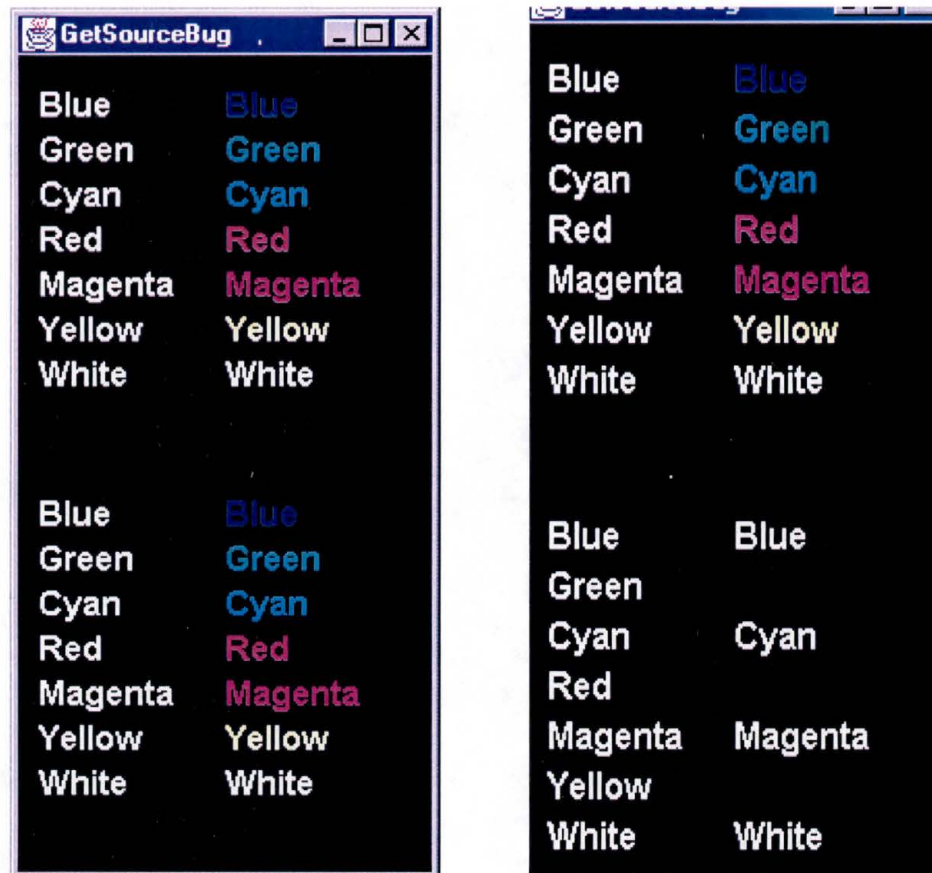 GetSourceBug
Blue Blue
Green Green
Cyan Cyan
Red Red
Magenta Magenta
Yellow Yellow
White White
Blue Blue
Green Green
Cyan Cyan
Red Red
Magenta Magenta
Yellow Yellow
White White
Blue Blue
Green Green
Cyan Cyan
Red Red
Magenta Magenta
Yellow Yellow
White White
Blue Blue
Green
Cyan Cyan
Red
Magenta Magenta
Yellow
White White